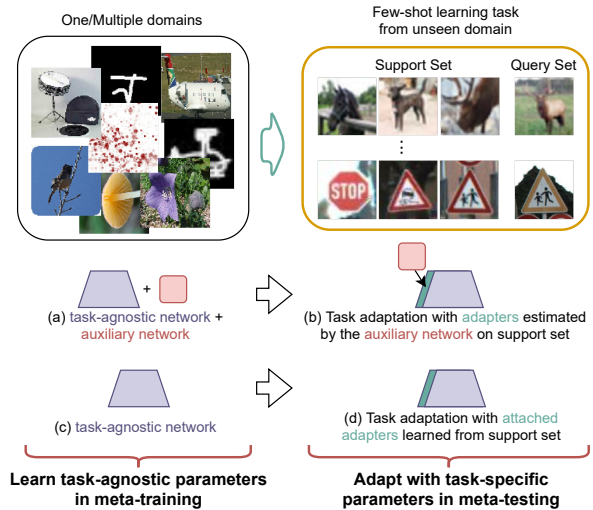 One/Multiple domains
Few-shot learning task
from unseen domain
Support Set
Query Set
...
STOP
+
(a) task-agnostic network +
auxiliary network
(b) Task adaptation with adapters estimated
by the auxiliary network on support set
(c) task-agnostic network
(d) Task adaptation with attached
adapters learned from support set
Learn task-agnostic parameters
in meta-training
Adapt with task-specific
parameters in meta-testing